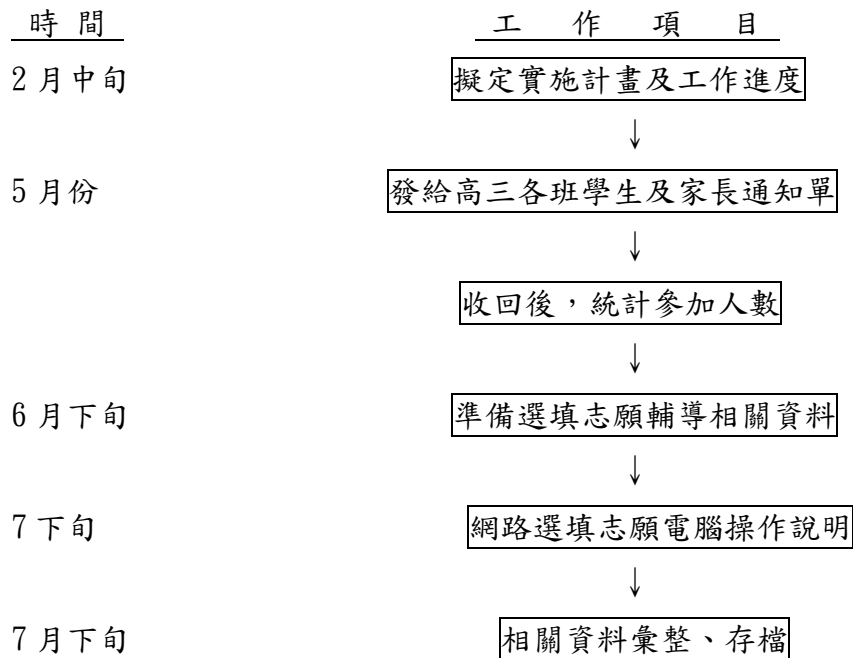 時 間 工 作 項 目
2 月中旬 擬定實施計畫及工作進度
↓
5 月份 發給高三各班學生及家長通知單
↓
收回後，統計參加人數
↓
6 月下旬 準備選填志願輔導相關資料
↓
7 下旬 網路選填志願電腦操作說明
↓
7 月下旬 相關資料彙整、存檔